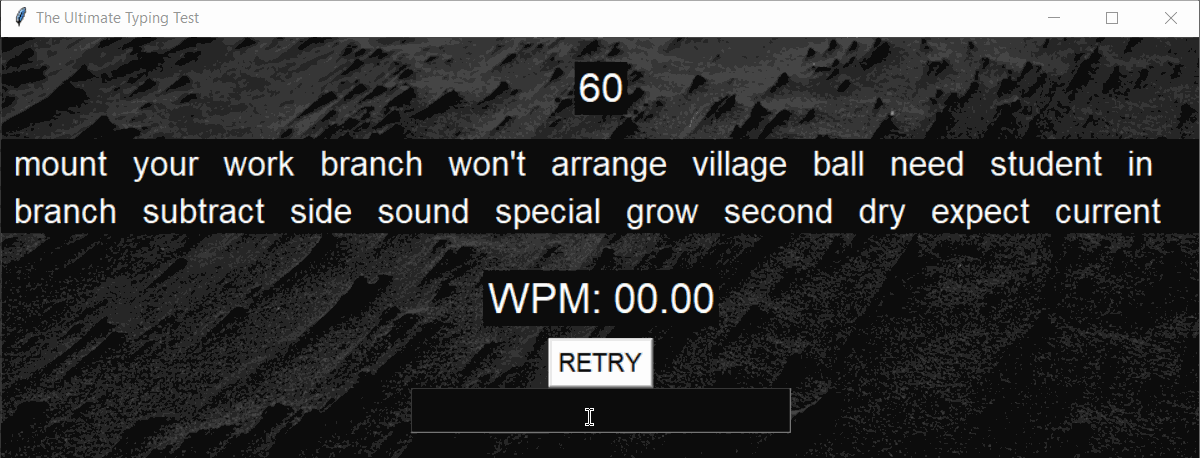 The Ultimate Typing Test
60
mount your work branch won't arrange village ball need student in
branch subtract side sound special grow second dry expect current
WPM: 00.00
RETRY